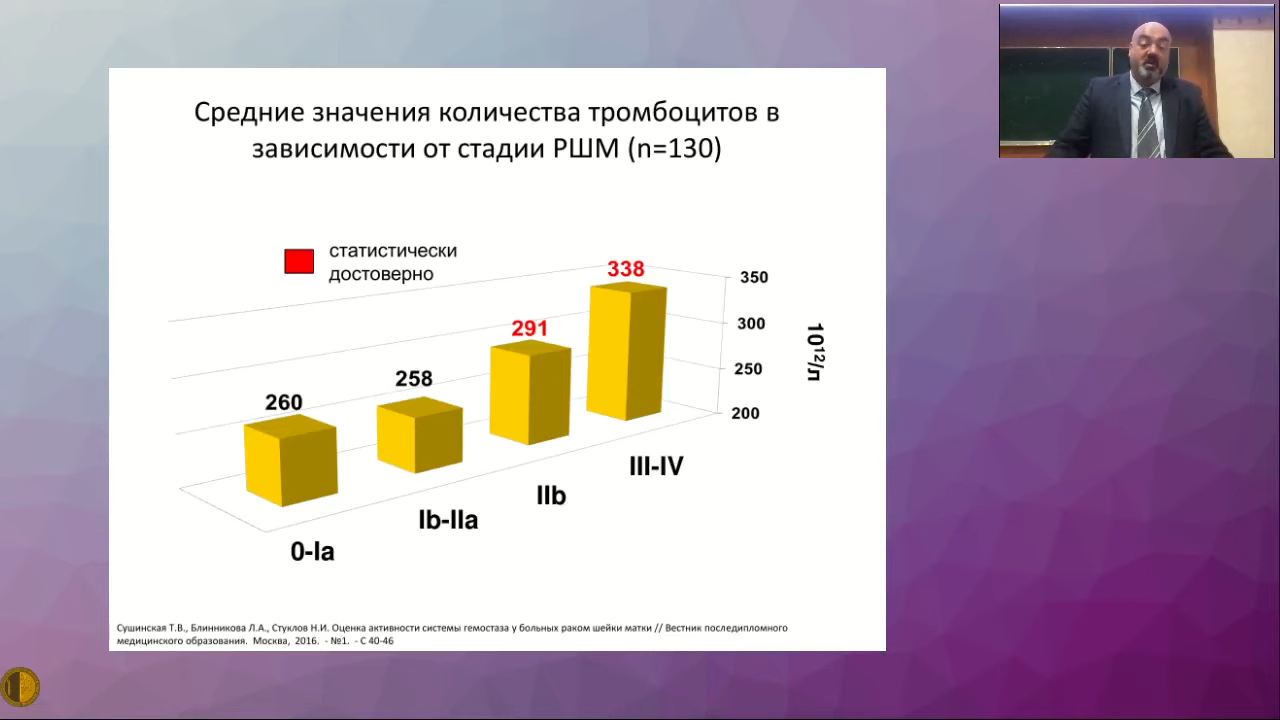 Средние значения количества тромбоцитов в
зависимости от стадии РШМ (n=130)
статистически
достоверно
260
258
291
338
350
300
250
200
10¹²/л
0-Ia
Ib-IIa
IIb
III-IV
Сушинская Т.В., Блинникова Л.А., Стуклов Н.И. Оценка активности системы гемостаза у больных раком шейки матки // Вестник последипломного
медицинского образования. Москва, 2016. - №1. - С 40-46